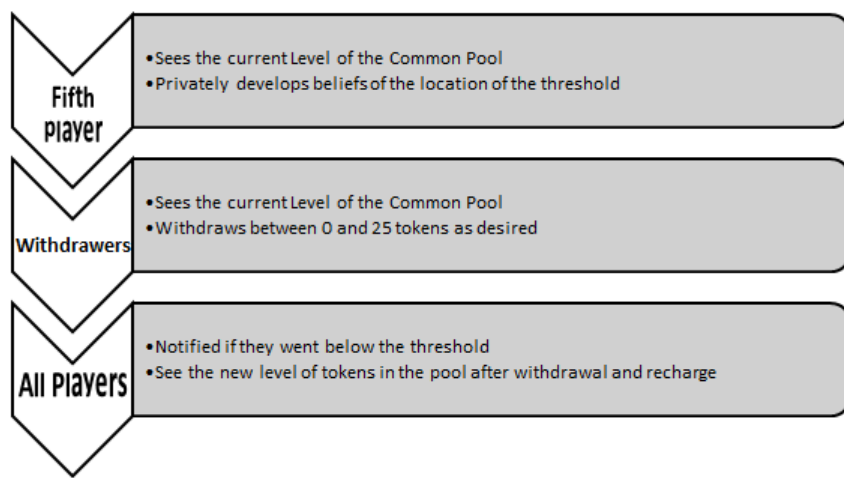 Fifth
player
•Sees the current Level of the Common Pool
•Privately develops beliefs of the location of the threshold
Withdrawers
•Sees the current Level of the Common Pool
•Withdraws between 0 and 25 tokens as desired
All Players
•Notified if they went below the threshold
•See the new level of tokens in the pool after withdrawal and recharge